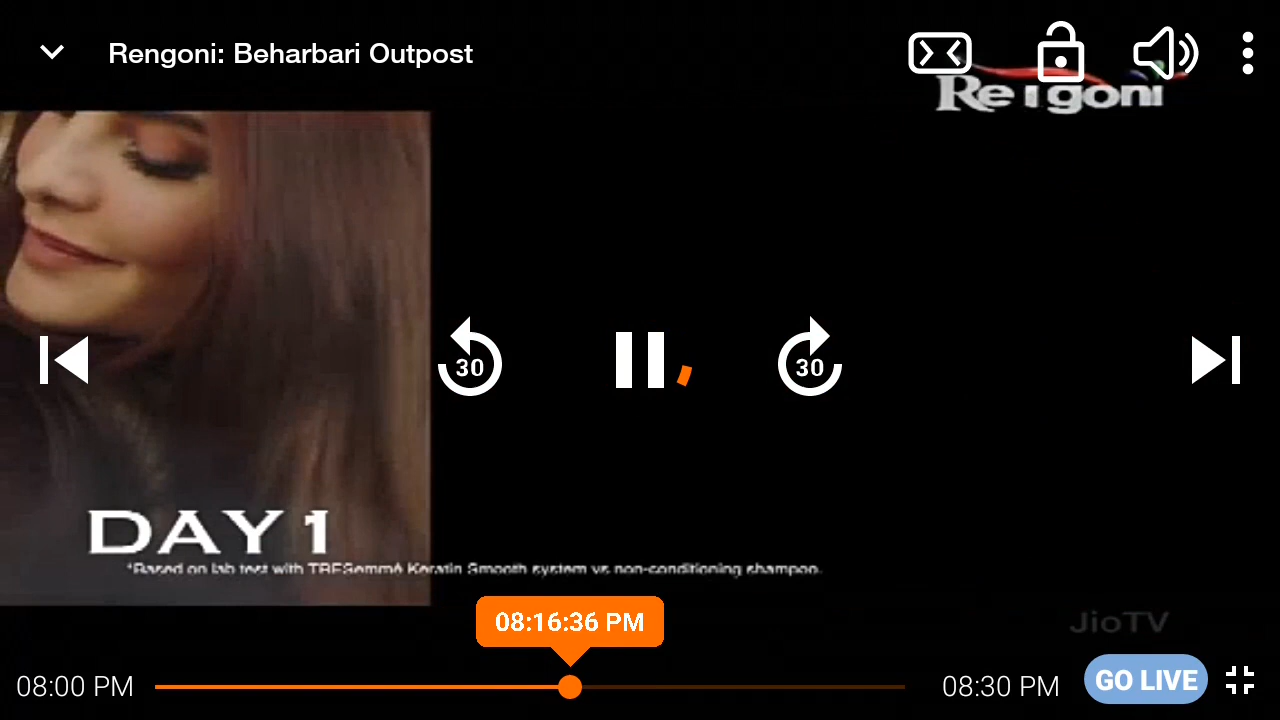 Rengoni: Beharbari Outpost
Rengoni
30
30
DAY 1
*Based on lab test with TRESemmé Keratin Smooth system vs non-conditioning shampoo.
08:16:36 PM
JioTV
08:00 PM
08:30 PM
GO LIVE